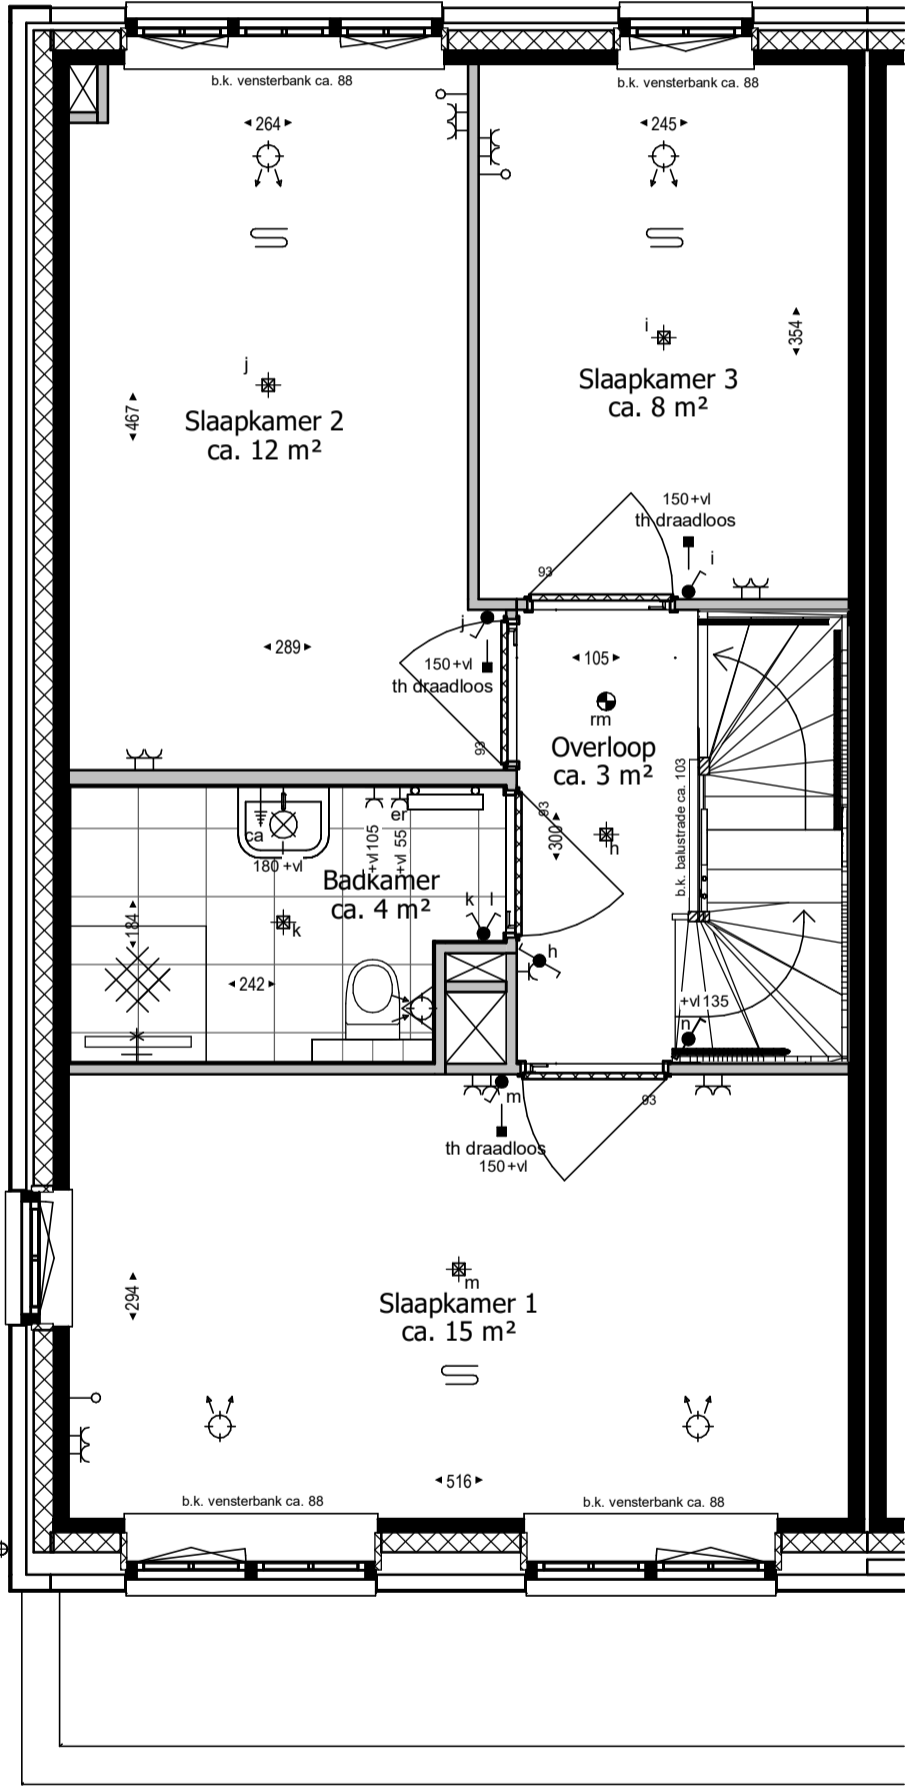 b.k. vensterbank ca. 88
b.k. vensterbank ca. 88
264
245
i
354
j
Slaapkamer 3
ca. 8 m²
467
Slaapkamer 2
ca. 12 m²
150+vl
th draadloos
93
i
j
289
150+vl
th draadloos
105
93
rm
Overloop
ca. 3 m²
b.k. balustrade ca. 103
93
300
h
er
ca
+vl 105
+vl 55
180 +vl
Badkamer
ca. 4 m²
184
k
k
l
h
242
+vl 135
n
m
93
th draadloos
150+vl
m
294
Slaapkamer 1
ca. 15 m²
516
b.k. vensterbank ca. 88
b.k. vensterbank ca. 88